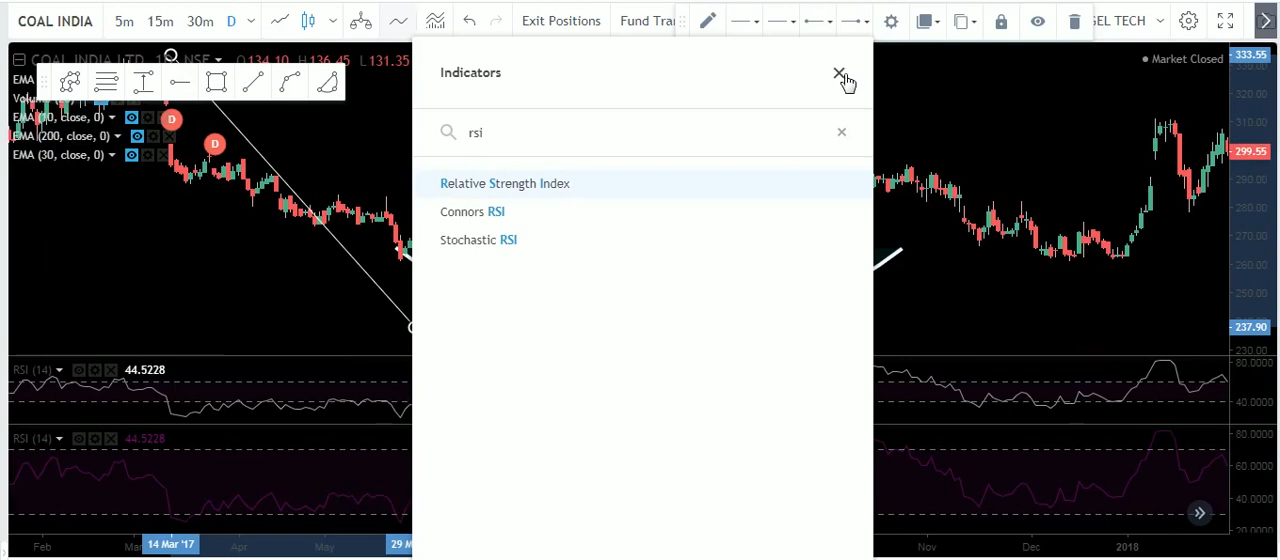 COAL INDIA 5m 15m 30m D Exit Positions Fund Tra SEL TECH
COAL INDIA LTD NSE O134.10 H136.45 L131.35
Market Closed
EMA
EMA (10, close, 0)
EMA (200, close, 0)
EMA (30, close, 0)
D
D
Indicators
rsi
Relative Strength Index
Connors RSI
Stochastic RSI
333.55
320.00
310.00
299.55
290.00
280.00
270.00
260.00
250.00
237.90
230.00
RSI (14) 44.5228
80.0000
40.0000
RSI (14) 44.5228
80.0000
60.0000
40.0000
20.0000
Feb Mar 14 Mar '17 Apr May 29 M Nov Dec 2018